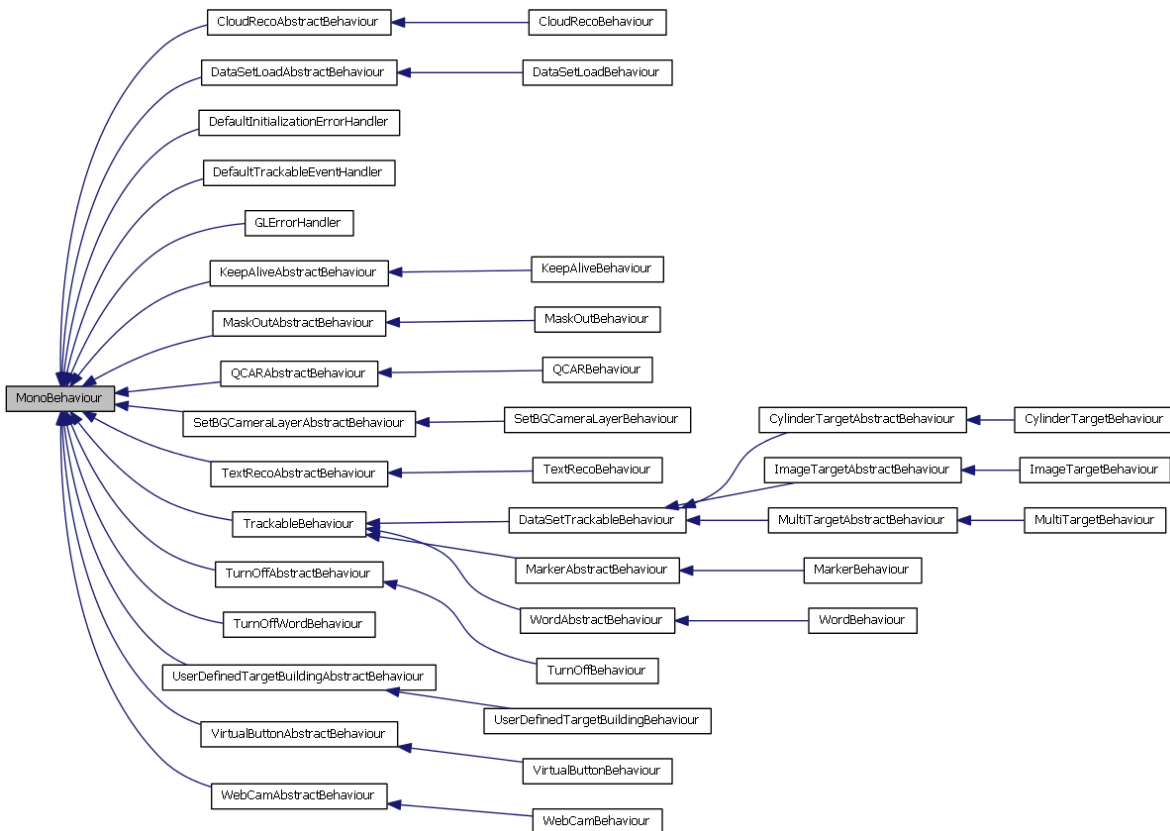 CloudRecoAbstractBehaviour
CloudRecoBehaviour
DataSetLoadAbstractBehaviour
DataSetLoadBehaviour
DefaultInitializationErrorHandler
DefaultTrackableEventHandler
GLErrorHandler
KeepAliveAbstractBehaviour
KeepAliveBehaviour
MaskOutAbstractBehaviour
MaskOutBehaviour
QCARAbstractBehaviour
QCARBehaviour
MonoBehaviour
SetBGCameraLayerAbstractBehaviour
SetBGCameraLayerBehaviour
CylinderTargetAbstractBehaviour
CylinderTargetBehaviour
TextRecoAbstractBehaviour
TextRecoBehaviour
ImageTargetAbstractBehaviour
ImageTargetBehaviour
TrackableBehaviour
DataSetTrackableBehaviour
MultiTargetAbstractBehaviour
MultiTargetBehaviour
TurnOffAbstractBehaviour
MarkerAbstractBehaviour
MarkerBehaviour
TurnOffWordBehaviour
WordAbstractBehaviour
WordBehaviour
UserDefinedTargetBuildingAbstractBehaviour
TurnOffBehaviour
UserDefinedTargetBuildingBehaviour
VirtualButtonAbstractBehaviour
VirtualButtonBehaviour
WebCamAbstractBehaviour
WebCamBehaviour